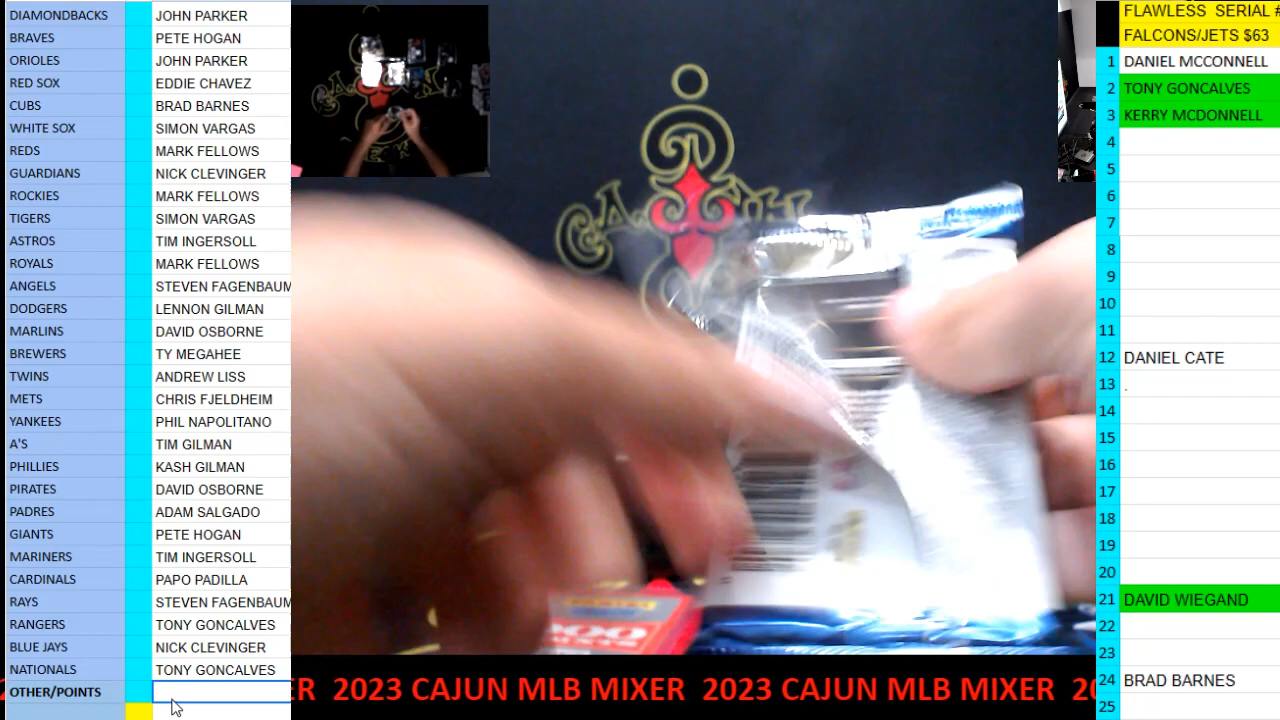 DIAMONDBACKS JOHN PARKER
BRAVES PETE HOGAN
ORIOLES JOHN PARKER
RED SOX EDDIE CHAVEZ
CUBS BRAD BARNES
WHITE SOX SIMON VARGAS
REDS MARK FELLOWS
GUARDIANS NICK CLEVINGER
ROCKIES MARK FELLOWS
TIGERS SIMON VARGAS
ASTROS TIM INGERSOLL
ROYALS MARK FELLOWS
ANGELS STEVEN FAGENBAUM
DODGERS LENNON GILMAN
MARLINS DAVID OSBORNE
BREWERS TY MEGAHEE
TWINS ANDREW LISS
METS CHRIS FJELDHEIM
YANKEES PHIL NAPOLITANO
A'S TIM GILMAN
PHILLIES KASH GILMAN
PIRATES DAVID OSBORNE
PADRES ADAM SALGADO
GIANTS PETE HOGAN
MARINERS TIM INGERSOLL
CARDINALS PAPO PADILLA
RAYS STEVEN FAGENBAUM
RANGERS TONY GONCALVES
BLUE JAYS NICK CLEVINGER
NATIONALS TONY GONCALVES
OTHER/POINTS
ER 2023 CAJUN MLB MIXER 2023 CAJUN MLB MIXER 20
FLAWLESS SERIAL #
FALCONS/JETS $63
1 DANIEL MCCONNELL
2 TONY GONCALVES
3 KERRY MCDONNELL
4
5
6
7
8
9
10
11
12 DANIEL CATE
13 .
14
15
16
17
18
19
20
21 DAVID WIEGAND
22
23
24 BRAD BARNES
25